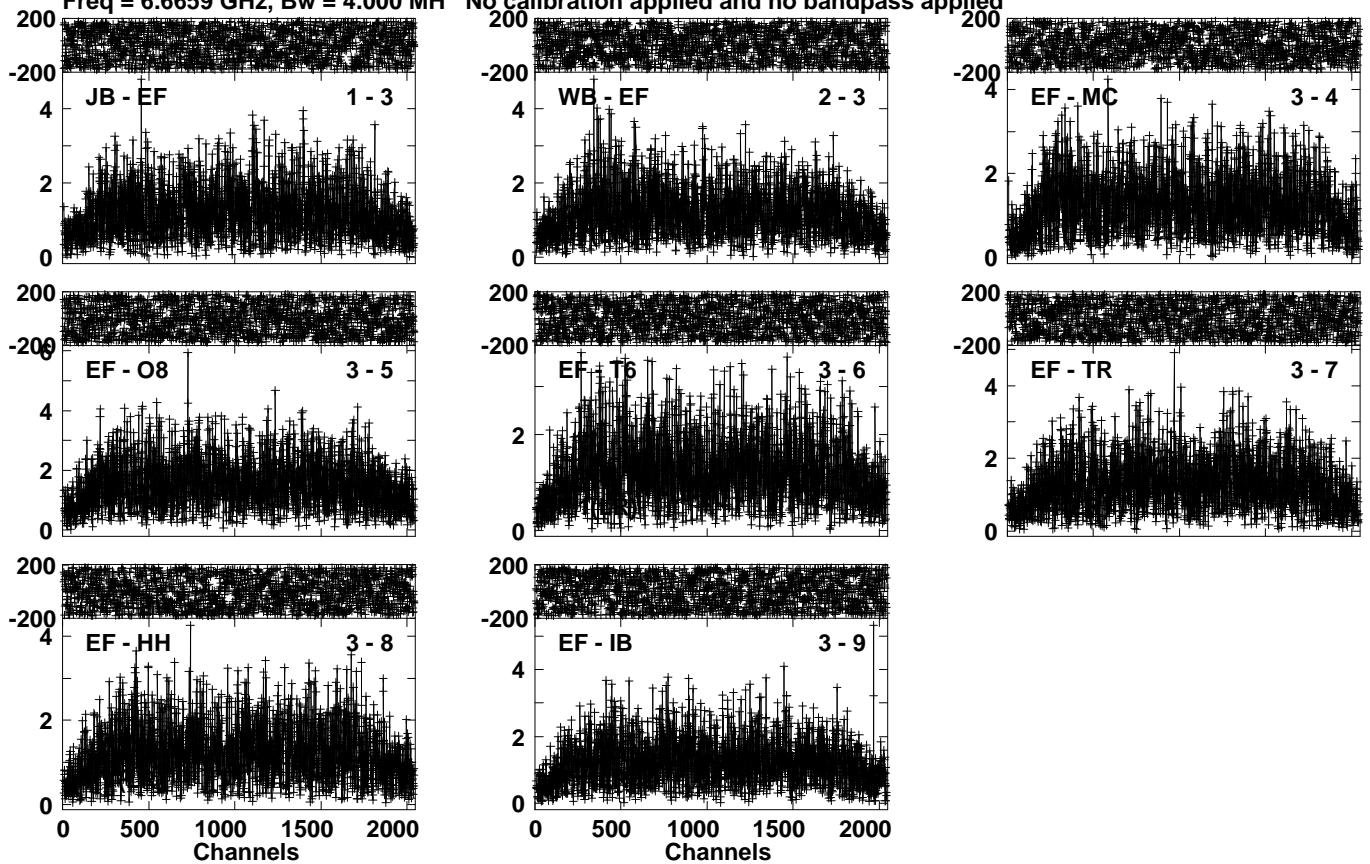 Freq = 6.6659 GHz, Bw = 4.000 MH No calibration applied and no bandpass applied
200 200 200
-200 -200 -200
JB - EF 1 - 3 WB - EF 2 - 3 EF - MC 3 - 4
4 4 4
2 2 2
0 0 0
200 200 200
-200 -200 -200
6
EF - O8 3 - 5 EF - T6 3 - 6 EF - TR 3 - 7
4 4
2 2 2
0 0 0
200 200
-200 -200
EF - HH 3 - 8 EF - IB 3 - 9
4 4
2 2
0 0
0 500 1000 1500 2000 0 500 1000 1500 2000
Channels Channels